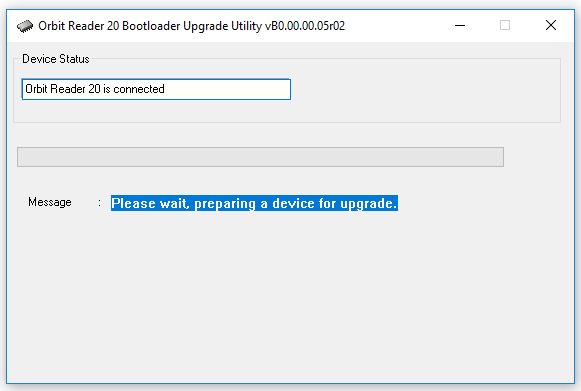 Orbit Reader 20 Bootloader Upgrade Utility vB0.00.00.05r02
Device Status
Orbit Reader 20 is connected
Message : Please wait, preparing a device for upgrade.